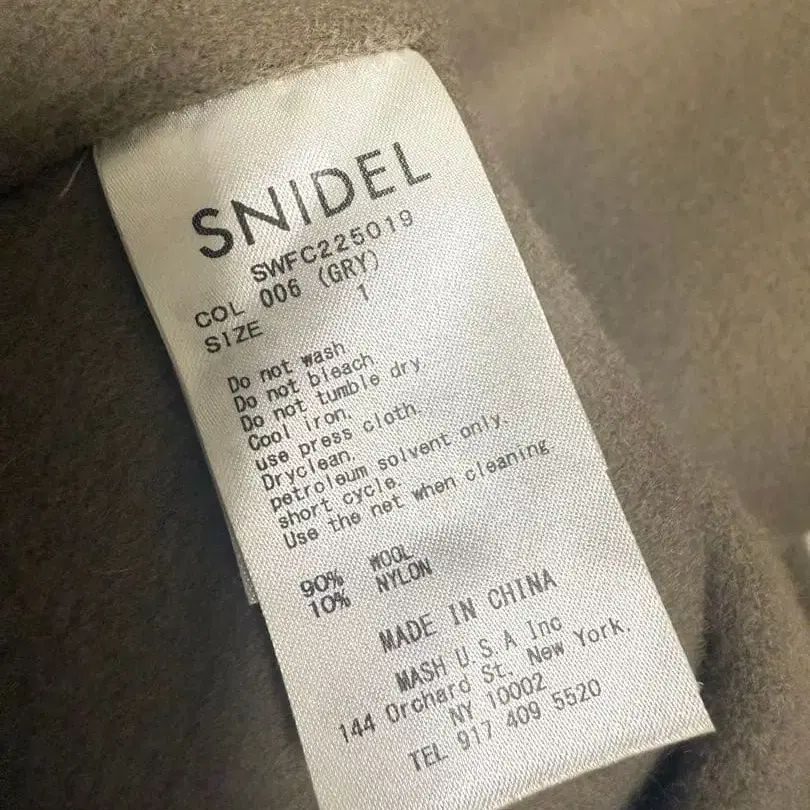 SNIDEL
SWFC225019
COL 006 (GRY)
SIZE 1
Do not wash.
Do not bleach.
Do not tumble dry.
Cool iron.
use press cloth.
Dryclean.
petroleum solvent only.
short cycle.
Use the net when cleaning
90% WOOL
10% NYLON
MADE IN CHINA
MASH U.S.A Inc
144 Orchard St. New York.
NY 10002
TEL 917 409 5520